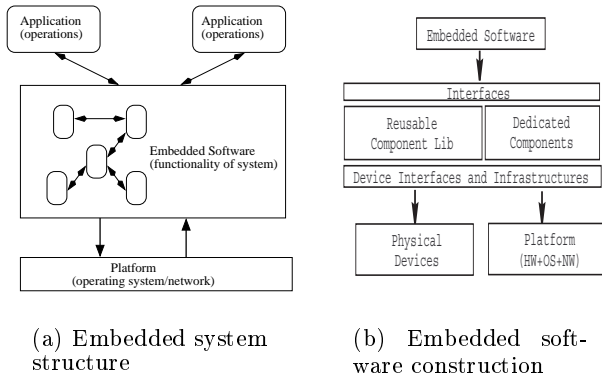 Application
(operations)
Application
(operations)
Embedded Software
(functionality of system)
Platform
(operating system/network)
(a) Embedded system
structure
Embedded Software
Interfaces
Reusable
Component Lib
Dedicated
Components
Device Interfaces and Infrastructures
Physical
Devices
Platform
(HW+OS+NW)
(b) Embedded soft-
ware construction